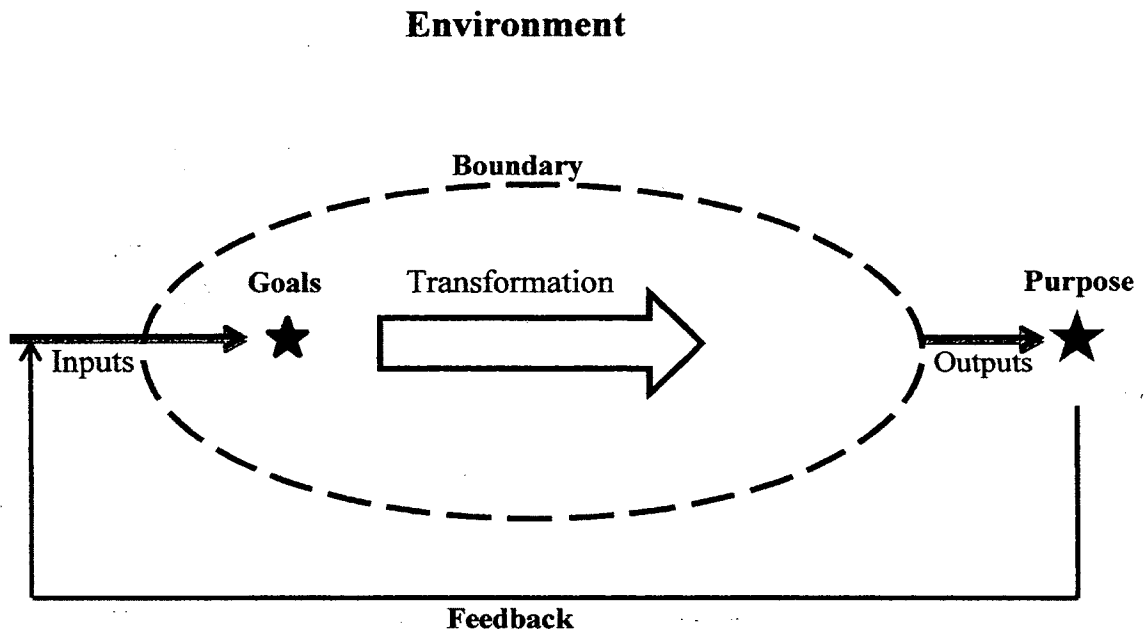 Environment
Boundary
Goals
Transformation
Purpose
Inputs
Outputs
Feedback